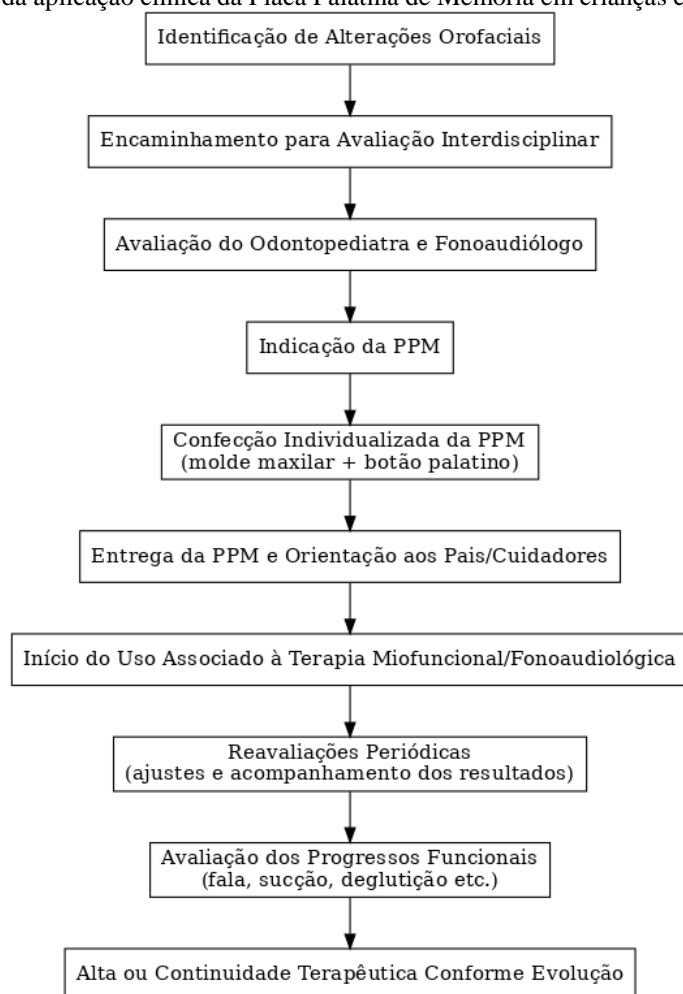 da aplicação clínica da Placa Palatina de Memória em crianças
Identificação de Alterações Orofaciais
Encaminhamento para Avaliação Interdisciplinar
Avaliação do Odontopediatra e Fonoaudiólogo
Indicação da PPM
Confecção Individualizada da PPM
(molde maxilar + botão palatino)
Entrega da PPM e Orientação aos Pais/Cuidadores
Início do Uso Associado à Terapia Miofuncional/Fonoaudiológica
Reavaliações Periódicas
(ajustes e acompanhamento dos resultados)
Avaliação dos Progressos Funcionais
(fala, sucção, deglutição etc.)
Alta ou Continuidade Terapêutica Conforme Evolução